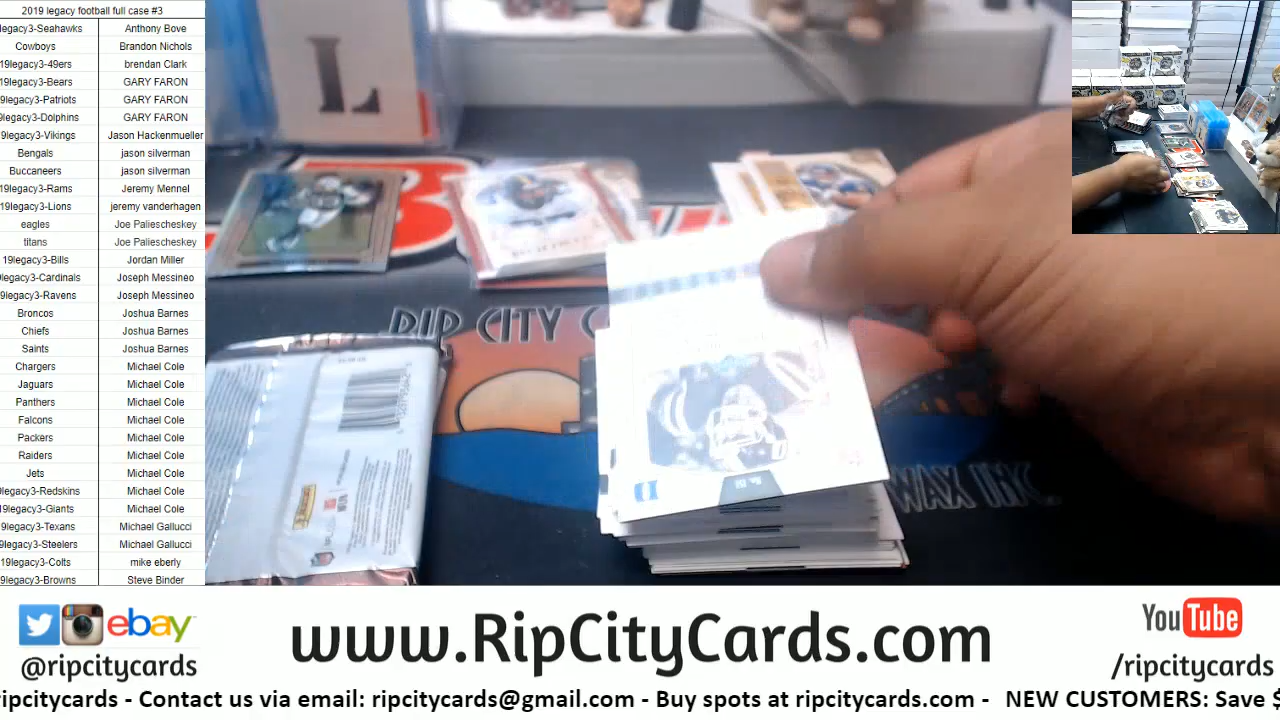 2019 legacy football full case #3
legacy3-Seahawks Anthony Bove
Cowboys Brandon Nichols
19legacy3-49ers brendan Clark
19legacy3-Bears GARY FARON
9legacy3-Patriots GARY FARON
9legacy3-Dolphins GARY FARON
9legacy3-Vikings Jason Hackenmueller
Bengals jason silverman
Buccaneers jason silverman
19legacy3-Rams Jeremy Mennel
19legacy3-Lions jeremy vanderhagen
eagles Joe Paliescheskey
titans Joe Paliescheskey
19legacy3-Bills Jordan Miller
9legacy3-Cardinals Joseph Messineo
9legacy3-Ravens Joseph Messineo
Broncos Joshua Barnes
Chiefs Joshua Barnes
Saints Joshua Barnes
Chargers Michael Cole
Jaguars Michael Cole
Panthers Michael Cole
Falcons Michael Cole
Packers Michael Cole
Raiders Michael Cole
Jets Michael Cole
9legacy3-Redskins Michael Cole
9legacy3-Giants Michael Cole
9legacy3-Texans Michael Gallucci
9legacy3-Steelers Michael Gallucci
19legacy3-Colts mike eberly
9legacy3-Browns Steve Binder
L
RIP CITY
WAX INC
ebay
@ripcitycards
www.RipCityCards.com
YouTube
/ripcitycards
ripcitycards - Contact us via email: ripcitycards@gmail.com - Buy spots at ripcitycards.com - NEW CUSTOMERS: Save $